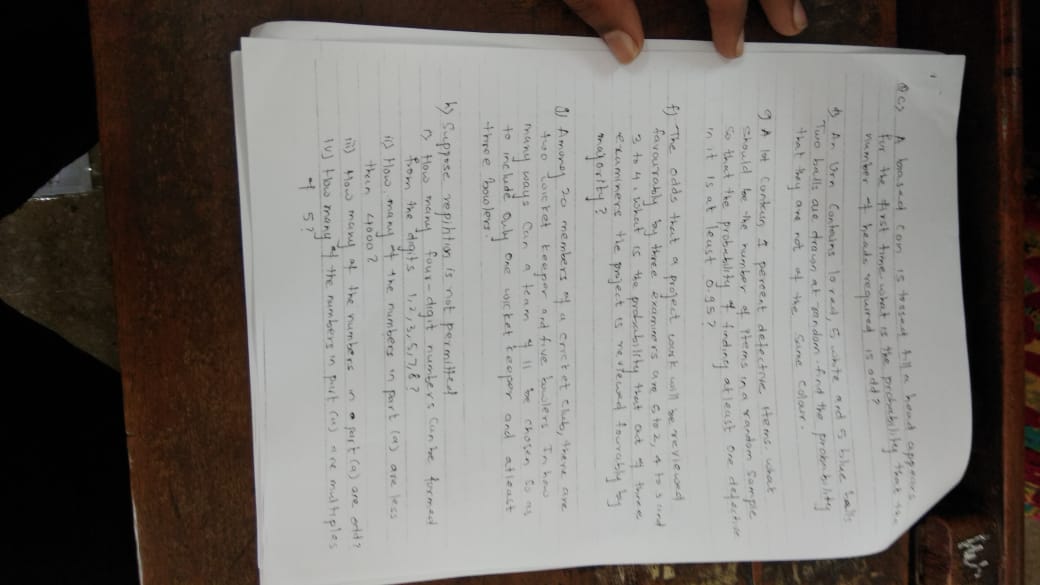 Q c) A biased coin is tossed till a head appears
for the first time. what is the probability that the
number of heads required is odd?
d) An Urn Contains 10 red, 5 white and 5 blue balls
Two balls are drawn at random. find the probability
that they are not of the Same colour.
A lot Contain 1 percent defective items. what
should be the number of items in a random Sample
so that the probability of finding atleast one defective
in it is at least 0.95?
f) The odds that a project work will be reviewed
favourably by three examiners are 5 to 2, 4 to 3 and
3 to 4. what is the probability that out of three
examiners the project is reviewed by
majority?
g) Among 20 members of a cricket club, there are
two wicket keeper and five bowlers. In how
many ways Can a team of 11 be chosen so as
to include Only One wicket keeper and atleast
three bowlers.
h) Suppose repihtion is not permitted
i) How many four-digit numbers Can be formed
from the digits 1,2,3,5,7,8?
ii) How many of the numbers in part (a) are less
then 4000?
iii) How many of the numbers in part (a) are odd?
iv) How many of the numbers in part (a) are multiples
of 5?